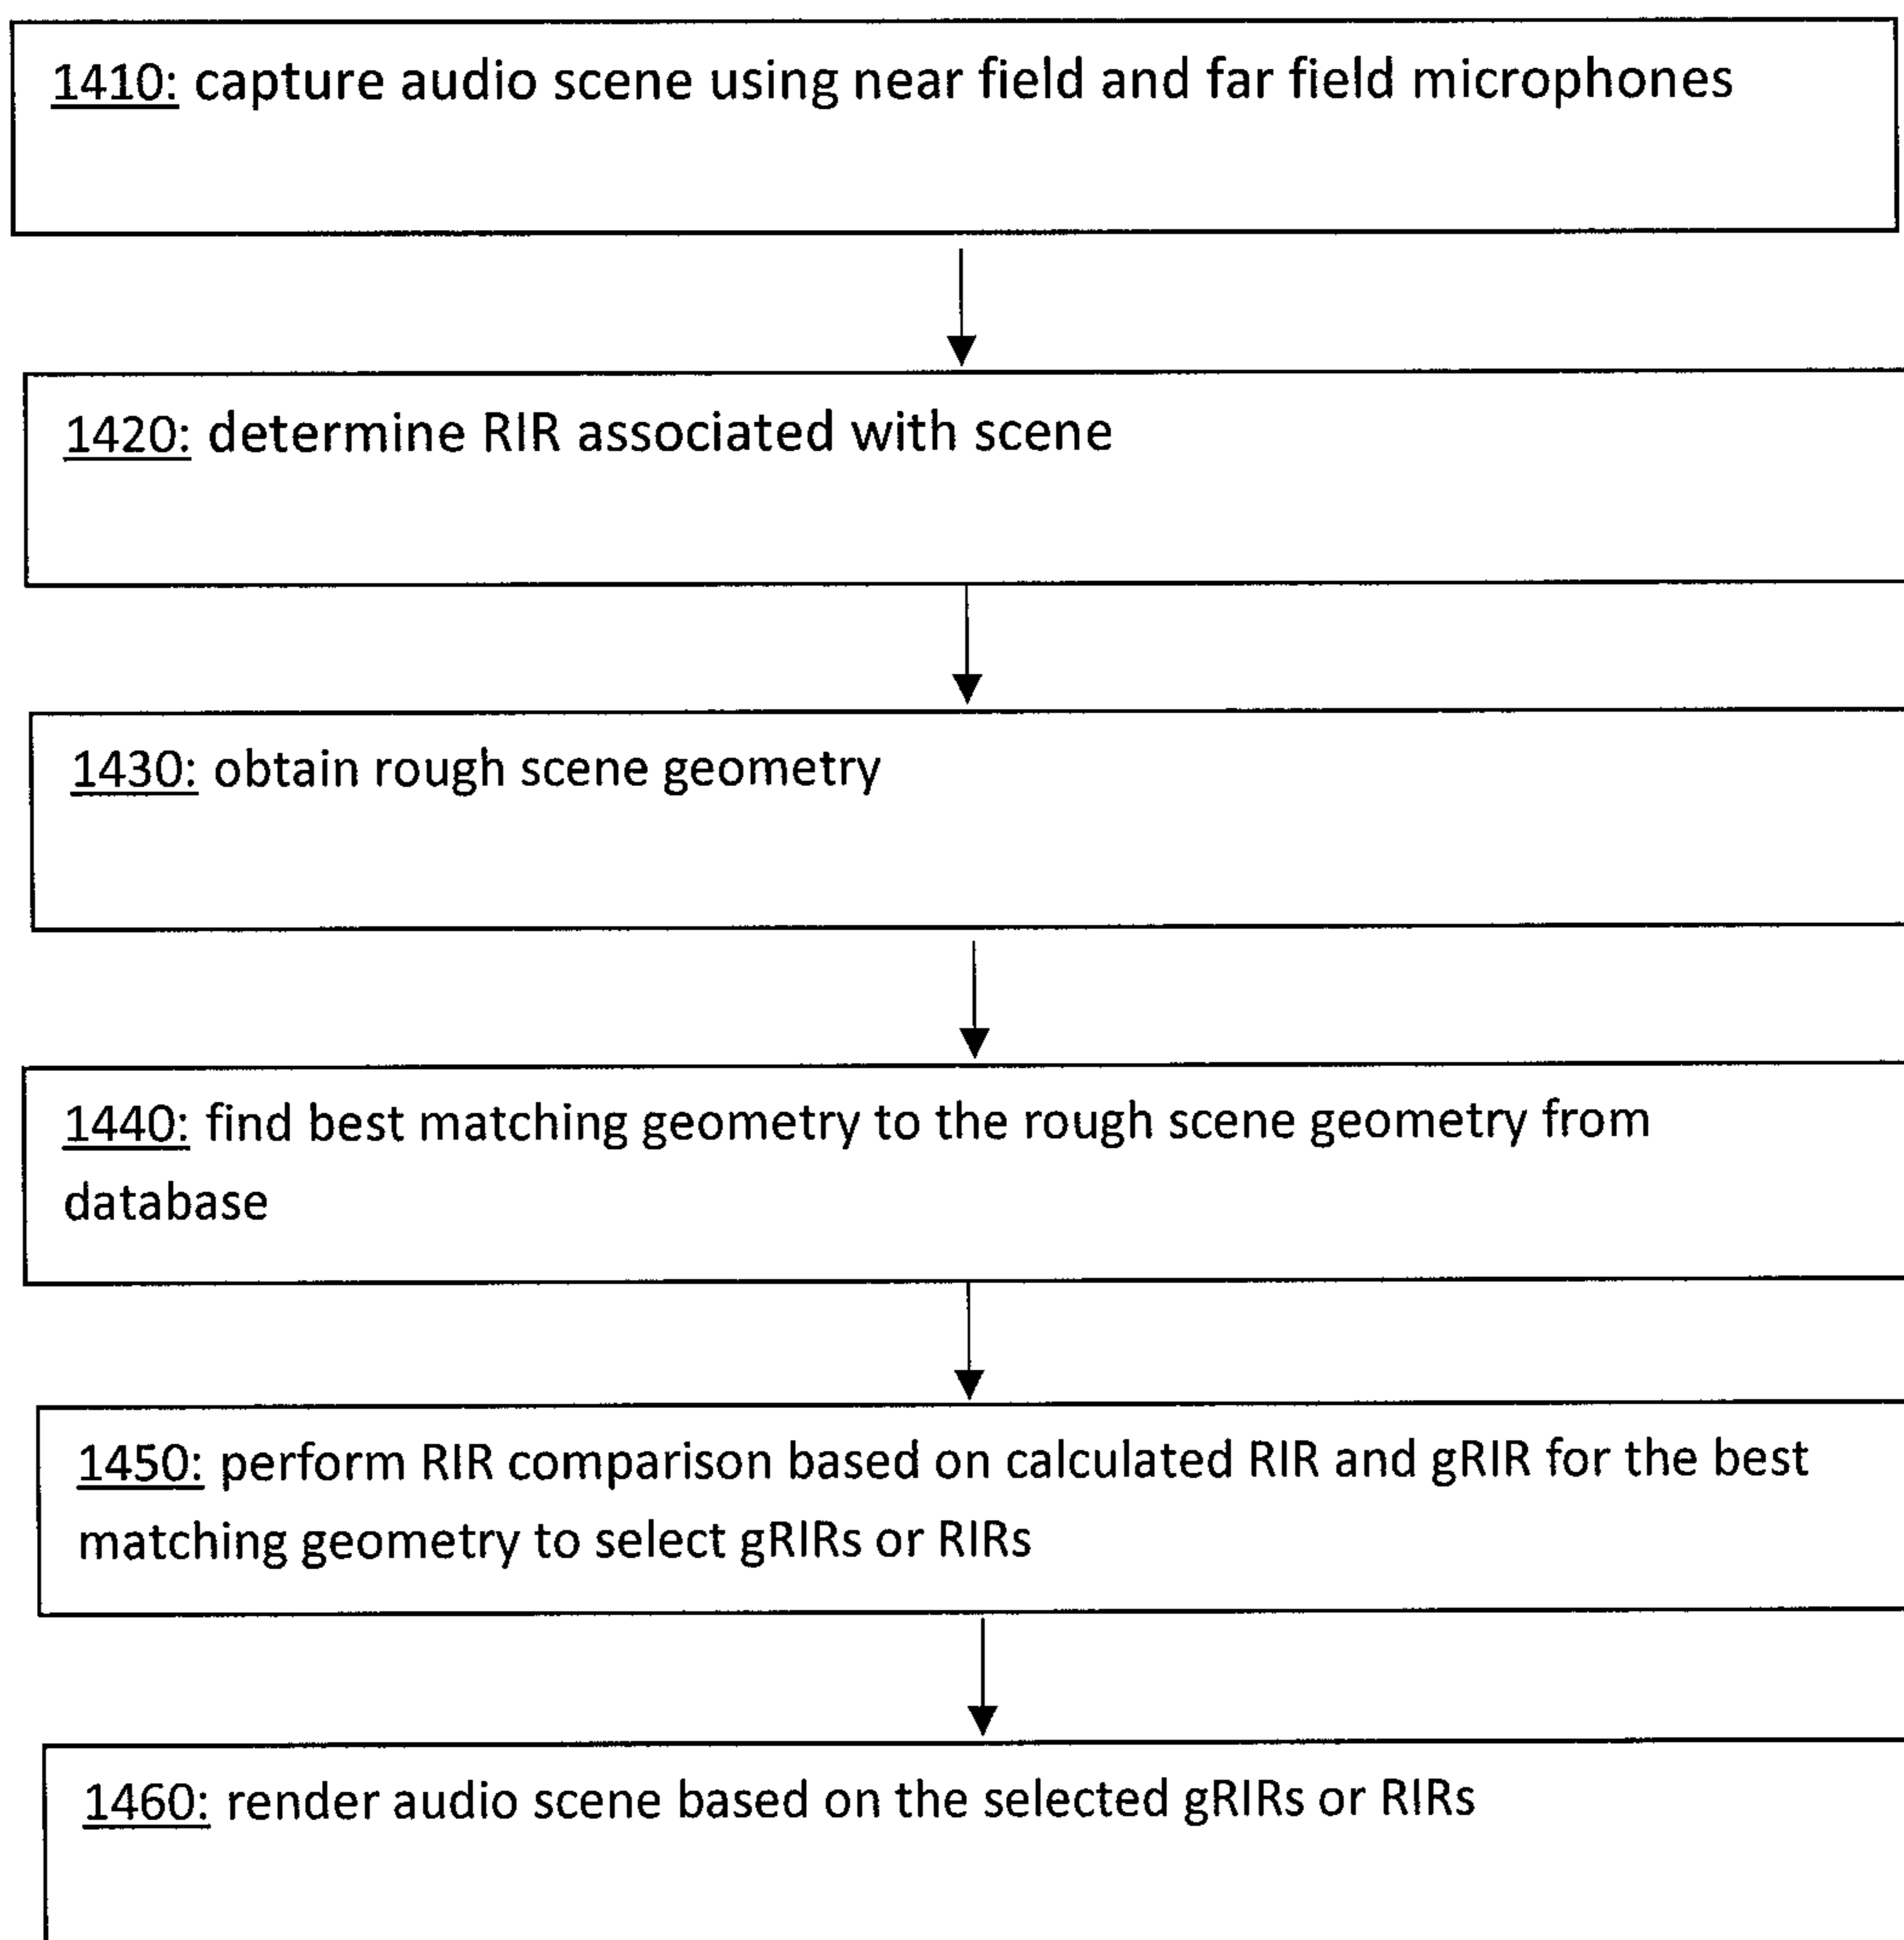 1410: capture audio scene using near field and far field microphones
1420: determine RIR associated with scene
1430: obtain rough scene geometry
1440: find best matching geometry to the rough scene geometry from
database
1450: perform RIR comparison based on calculated RIR and gRIR for the best
matching geometry to select gRIRs or RIRs
1460: render audio scene based on the selected gRIRs or RIRs